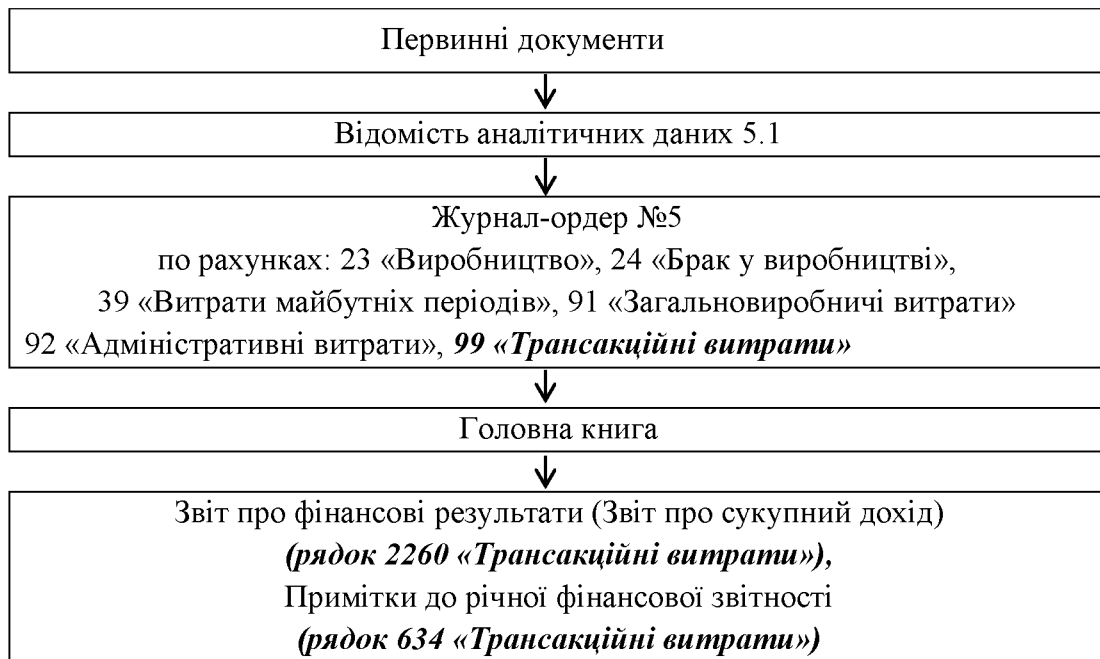 Первинні документи
Відомість аналітичних даних 5.1
Журнал-ордер №5
по рахунках: 23 «Виробництво», 24 «Брак у виробництві»,
39 «Витрати майбутніх періодів», 91 «Загальновиробничі витрати»
92 «Адміністративні витрати», 99 «Трансакційні витрати»
Головна книга
Звіт про фінансові результати (Звіт про сукупний дохід)
(рядок 2260 «Трансакційні витрати»),
Примітки до річної фінансової звітності
(рядок 634 «Трансакційні витрати»)